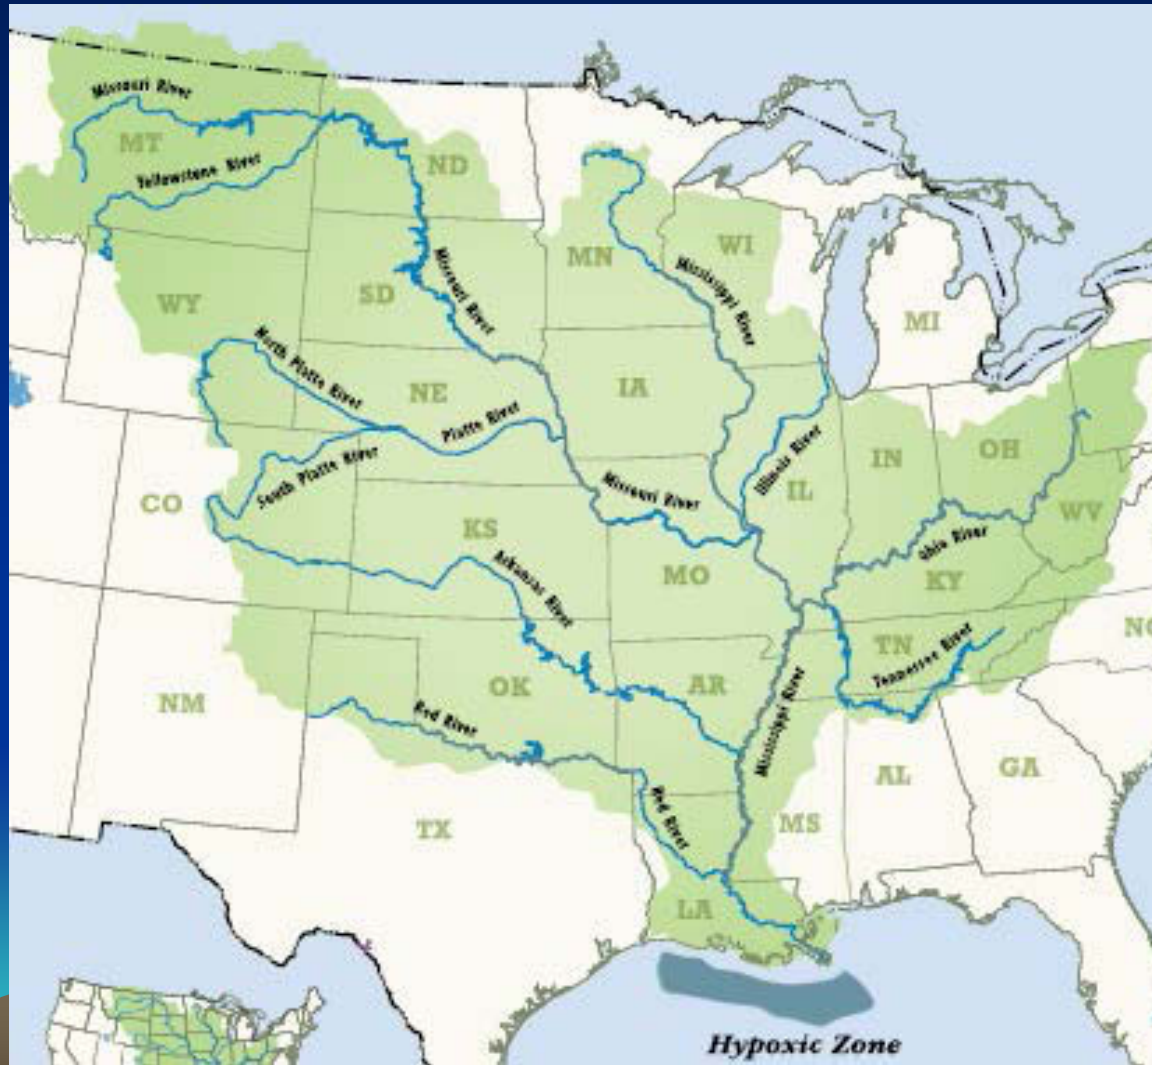 Missouri River
MT
Yellowstone River
ND
MN
WI
Mississippi River
Missouri River
SD
WY
MI
North Platte River
NE
IA
Platte River
South Platte River
Illinois River
IN
OH
CO
Missouri River
IL
WV
KS
Ohio River
Arkansas River
MO
KY
TN
Tennessee River
NC
OK
AR
NM
Red River
Mississippi River
AL
GA
TX
Red River
MS
LA
Hypoxic Zone